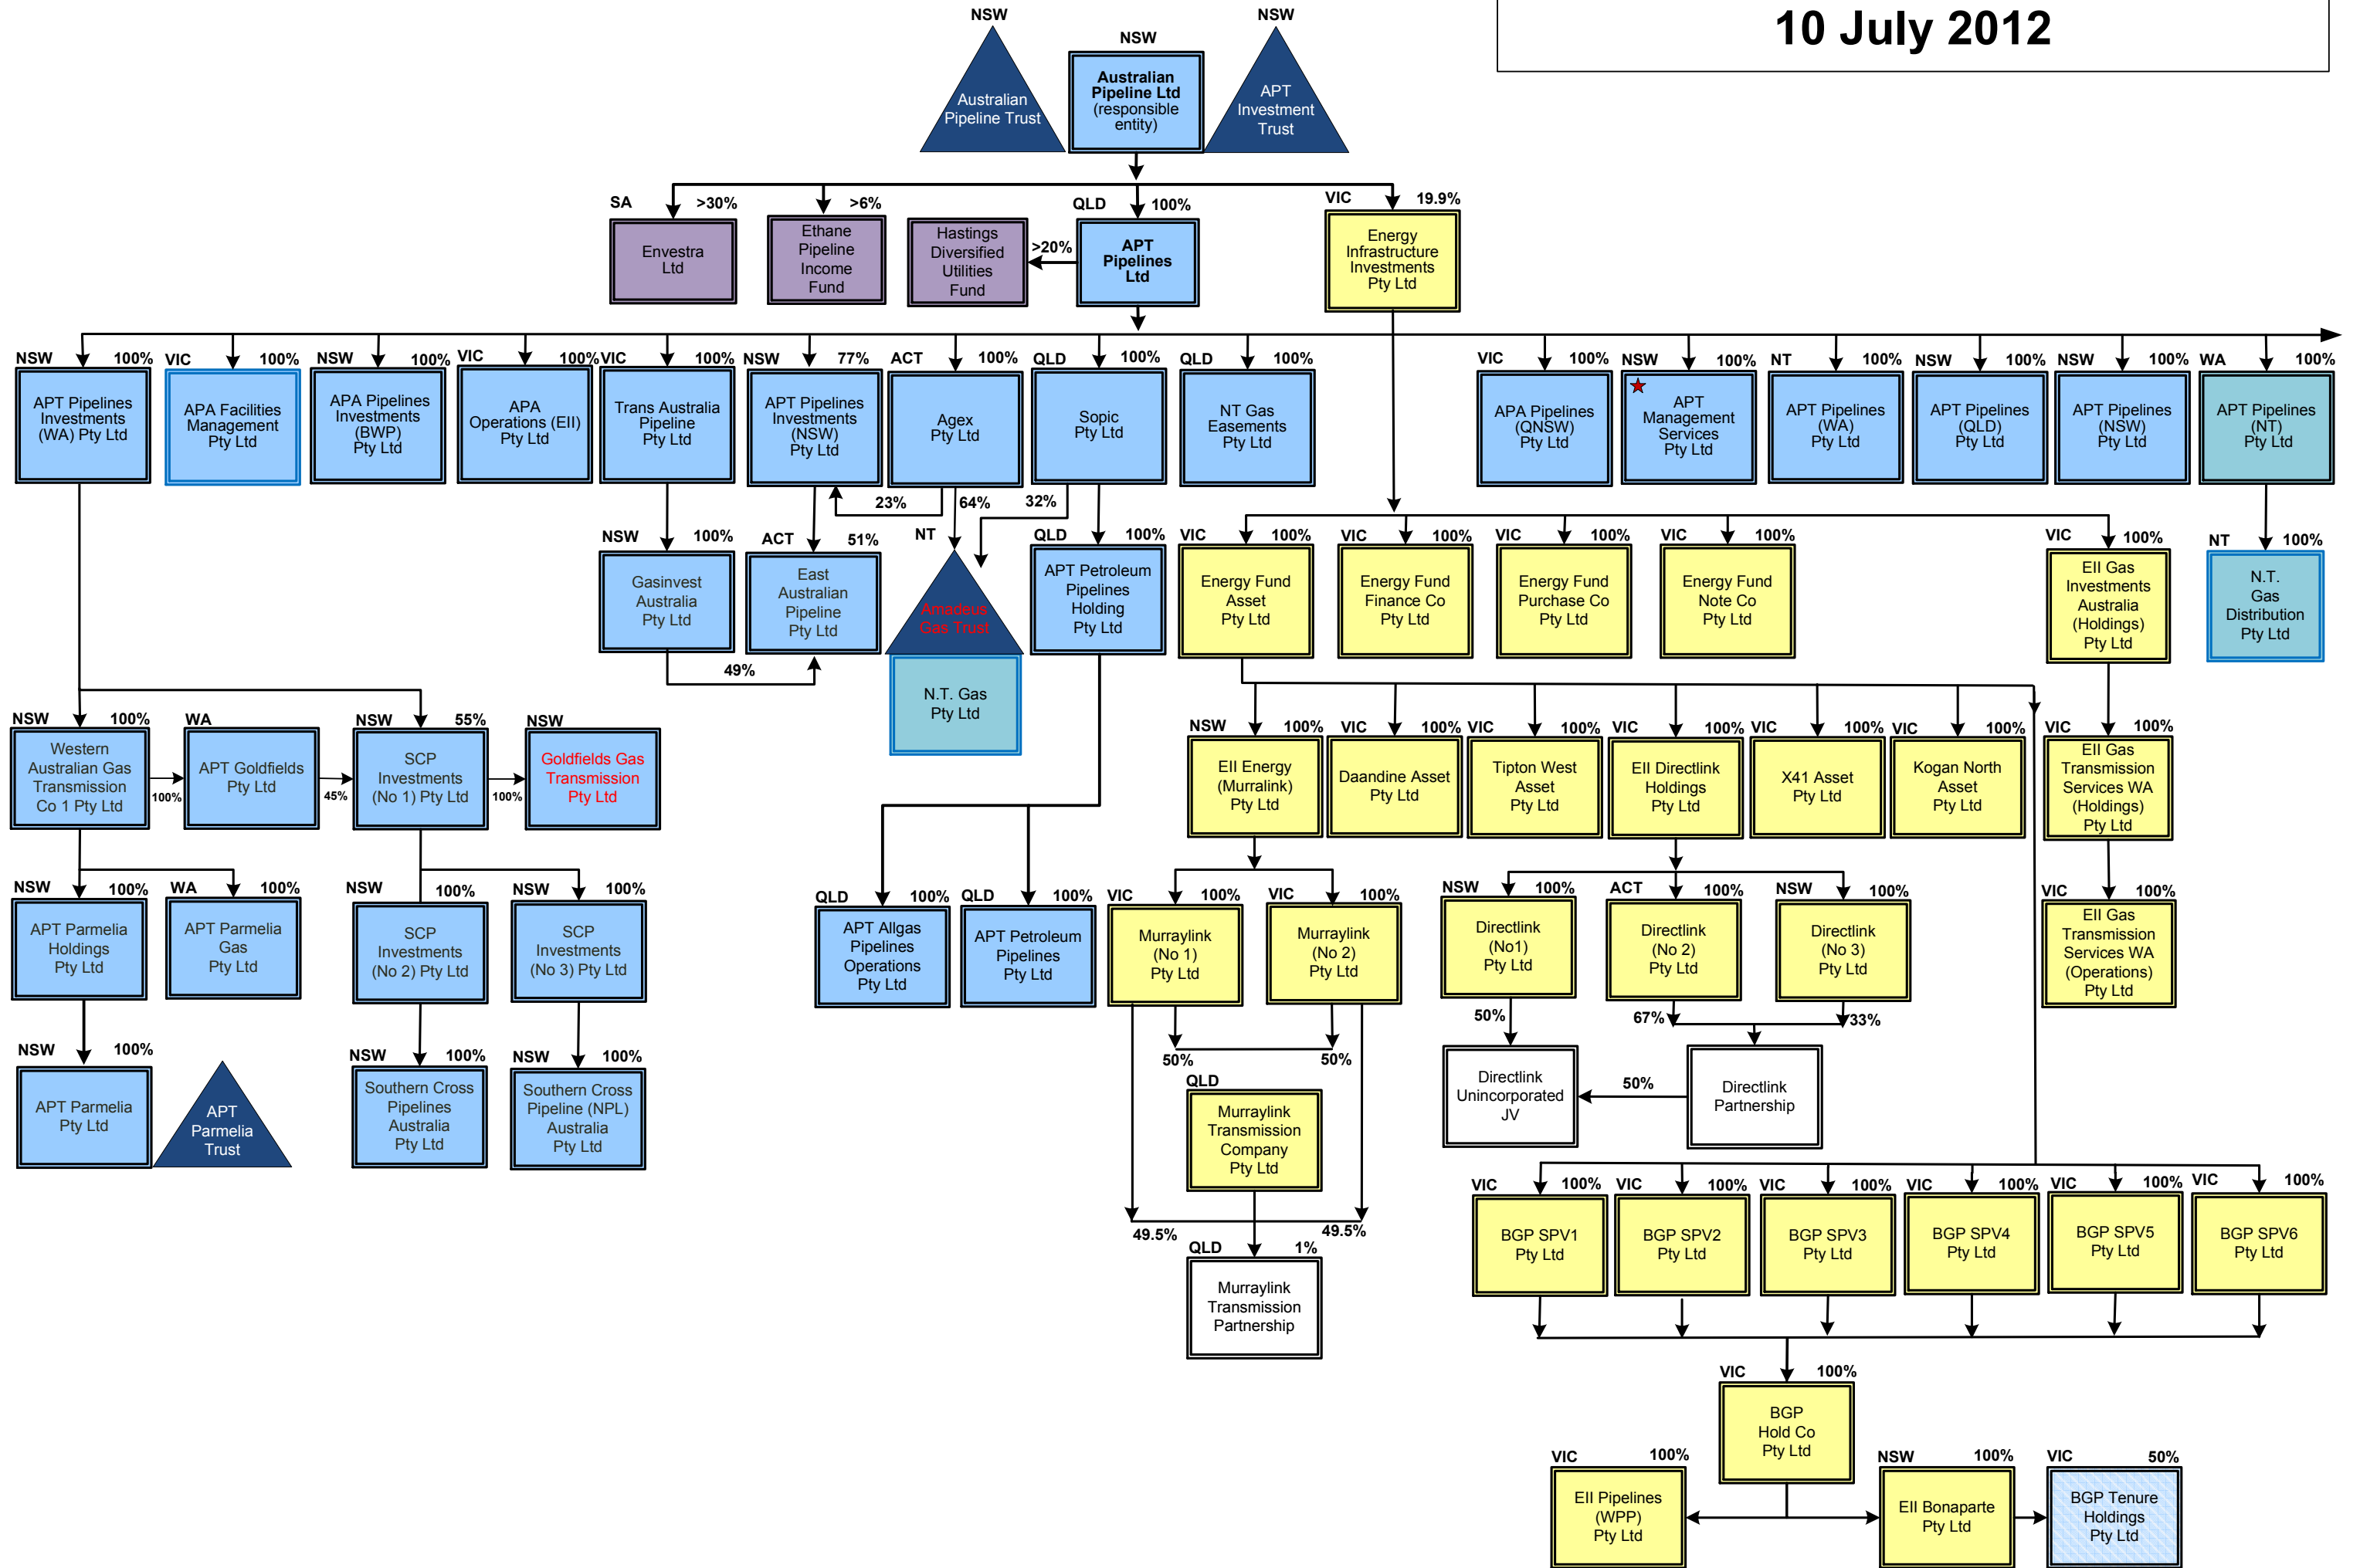 10 July 2012
NSW
NSW
NSW
Australian
Pipeline Trust
Australian
Pipeline Ltd
(responsible
entity)
APT
Investment
Trust
SA
>30%
>6%
QLD
100%
VIC
19.9%
Envestra
Ltd
Ethane
Pipeline
Income
Fund
Hastings
Diversified
Utilities
Fund
>20%
APT
Pipelines
Ltd
Energy
Infrastructure
Investments
Pty Ltd
NSW
100%
VIC
100%
NSW
100%
VIC
100%
VIC
100%
NSW
77%
ACT
100%
QLD
100%
QLD
100%
VIC
100%
NSW
100%
NT
100%
NSW
100%
NSW
100%
WA
100%
APT Pipelines
Investments
(WA) Pty Ltd
APA Facilities
Management
Pty Ltd
APA Pipelines
Investments
(BWP)
Pty Ltd
APA
Operations (EII)
Pty Ltd
Trans Australia
Pipeline
Pty Ltd
APT Pipelines
Investments
(NSW)
Pty Ltd
Agex
Pty Ltd
Sopic
Pty Ltd
NT Gas
Easements
Pty Ltd
APA Pipelines
(QNSW)
Pty Ltd
APT
Management
Services
Pty Ltd
APT Pipelines
(WA)
Pty Ltd
APT Pipelines
(QLD)
Pty Ltd
APT Pipelines
(NSW)
Pty Ltd
APT Pipelines
(NT)
Pty Ltd
23%
64%
32%
NSW
100%
ACT
51%
NT
QLD
100%
VIC
100%
VIC
100%
VIC
100%
VIC
100%
VIC
100%
NT
100%
Gasinvest
Australia
Pty Ltd
East
Australian
Pipeline
Pty Ltd
Amadeus
Gas Trust
APT Petroleum
Pipelines
Holding
Pty Ltd
Energy Fund
Asset
Pty Ltd
Energy Fund
Finance Co
Pty Ltd
Energy Fund
Purchase Co
Pty Ltd
Energy Fund
Note Co
Pty Ltd
EII Gas
Investments
Australia
(Holdings)
Pty Ltd
N.T.
Gas
Distribution
Pty Ltd
49%
N.T. Gas
Pty Ltd
NSW
100%
WA
NSW
55%
NSW
NSW
100%
VIC
100%
VIC
100%
VIC
100%
VIC
100%
VIC
100%
VIC
100%
Western
Australian Gas
Transmission
Co 1 Pty Ltd
100%
APT Goldfields
Pty Ltd
45%
SCP
Investments
(No 1) Pty Ltd
100%
Goldfields Gas
Transmission
Pty Ltd
EII Energy
(Murralink)
Pty Ltd
Daandine Asset
Pty Ltd
Tipton West
Asset
Pty Ltd
EII Directlink
Holdings
Pty Ltd
X41 Asset
Pty Ltd
Kogan North
Asset
Pty Ltd
EII Gas
Transmission
Services WA
(Holdings)
Pty Ltd
NSW
100%
WA
100%
NSW
100%
NSW
100%
QLD
100%
QLD
100%
VIC
100%
VIC
100%
NSW
100%
ACT
100%
NSW
100%
VIC
100%
APT Parmelia
Holdings
Pty Ltd
APT Parmelia
Gas
Pty Ltd
SCP
Investments
(No 2) Pty Ltd
SCP
Investments
(No 3) Pty Ltd
APT Allgas
Pipelines
Operations
Pty Ltd
APT Petroleum
Pipelines
Pty Ltd
Murraylink
(No 1)
Pty Ltd
Murraylink
(No 2)
Pty Ltd
Directlink
(No1)
Pty Ltd
Directlink
(No 2)
Pty Ltd
Directlink
(No 3)
Pty Ltd
EII Gas
Transmission
Services WA
(Operations)
Pty Ltd
50%
67%
33%
NSW
100%
NSW
100%
NSW
100%
50%
50%
APT Parmelia
Pty Ltd
APT
Parmelia
Trust
Southern Cross
Pipelines
Australia
Pty Ltd
Southern Cross
Pipeline (NPL)
Australia
Pty Ltd
QLD
Murraylink
Transmission
Company
Pty Ltd
Directlink
Unincorporated
JV
50%
Directlink
Partnership
49.5%
49.5%
QLD
1%
Murraylink
Transmission
Partnership
VIC
100%
VIC
100%
VIC
100%
VIC
100%
VIC
100%
VIC
100%
BGP SPV1
Pty Ltd
BGP SPV2
Pty Ltd
BGP SPV3
Pty Ltd
BGP SPV4
Pty Ltd
BGP SPV5
Pty Ltd
BGP SPV6
Pty Ltd
VIC
100%
BGP
Hold Co
Pty Ltd
VIC
100%
NSW
100%
VIC
50%
EII Pipelines
(WPP)
Pty Ltd
EII Bonaparte
Pty Ltd
BGP Tenure
Holdings
Pty Ltd